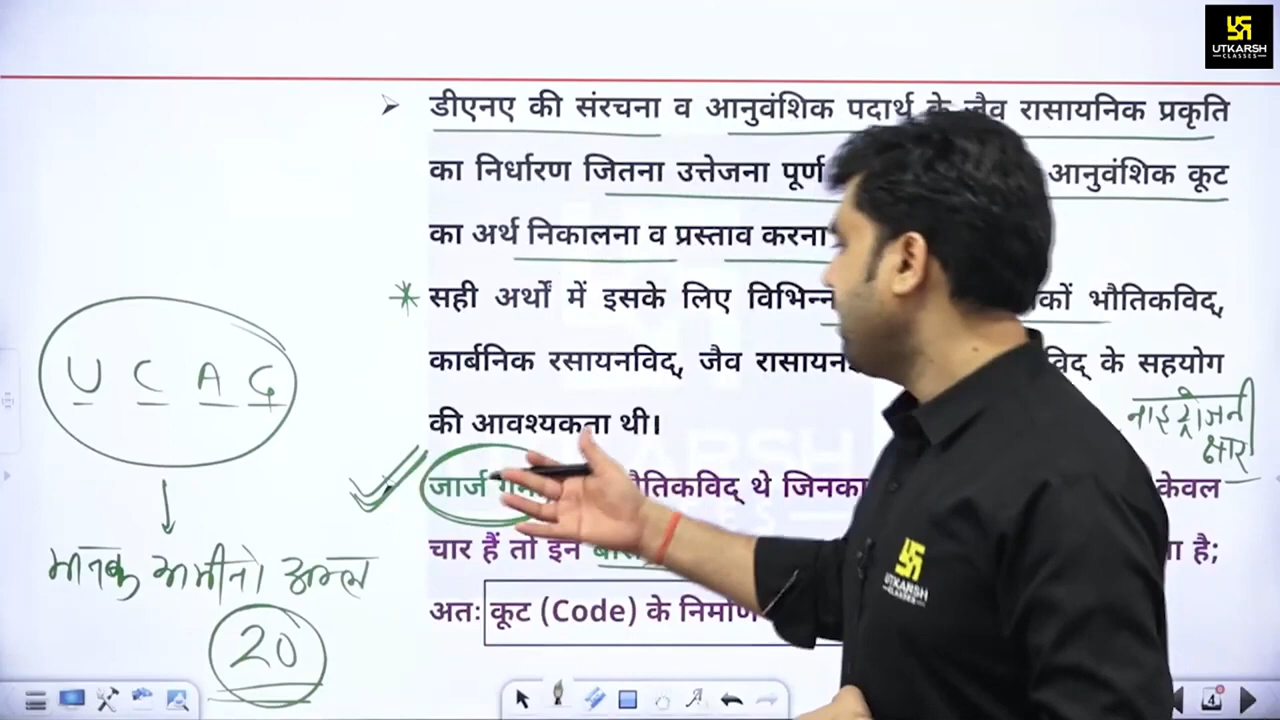 UTKARSH
CLASSES
डीएनए की संरचना व आनुवंशिक पदार्थ के जैव रासायनिक प्रकृति
का निर्धारण जितना उत्तेजना पूर्ण आनुवंशिक कूट
का अर्थ निकालना व प्रस्ताव करना
सही अर्थों में इसके लिए विभिन्न भौतिकविद्,
कार्बनिक रसायनविद्, जैव के सहयोग
की आवश्यकता थी।
जार्ज थे जिनका केवल
चार हैं तो इन है;
अतः कूट (Code) के निर्माण
U C A G
मानक अमीनो अम्ल
20
नाइट्रोजनी
क्षार
UTKARSH
CLASSES
4